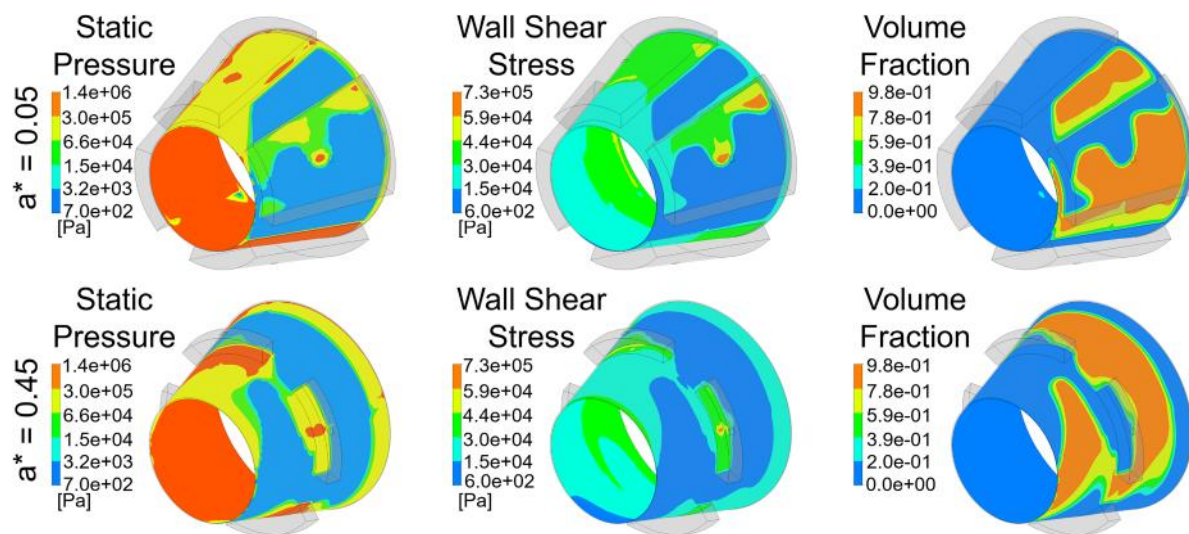 Static
Pressure
1.4e+06
3.0e+05
6.6e+04
1.5e+04
3.2e+03
7.0e+02
[Pa]
a* = 0.05
Wall Shear
Stress
7.3e+05
5.9e+04
4.4e+04
3.0e+04
1.5e+04
6.0e+02
Volume
Fraction
9.8e-01
7.8e-01
5.9e-01
3.9e-01
2.0e-01
0.0e+00
Static
Pressure
1.4e+06
3.0e+05
6.6e+04
1.5e+04
3.2e+03
7.0e+02
[Pa]
a* = 0.45
Wall Shear
Stress
7.3e+05
5.9e+04
4.4e+04
3.0e+04
1.5e+04
6.0e+02
[Pa]
Volume
Fraction
9.8e-01
7.8e-01
5.9e-01
3.9e-01
2.0e-01
0.0e+00